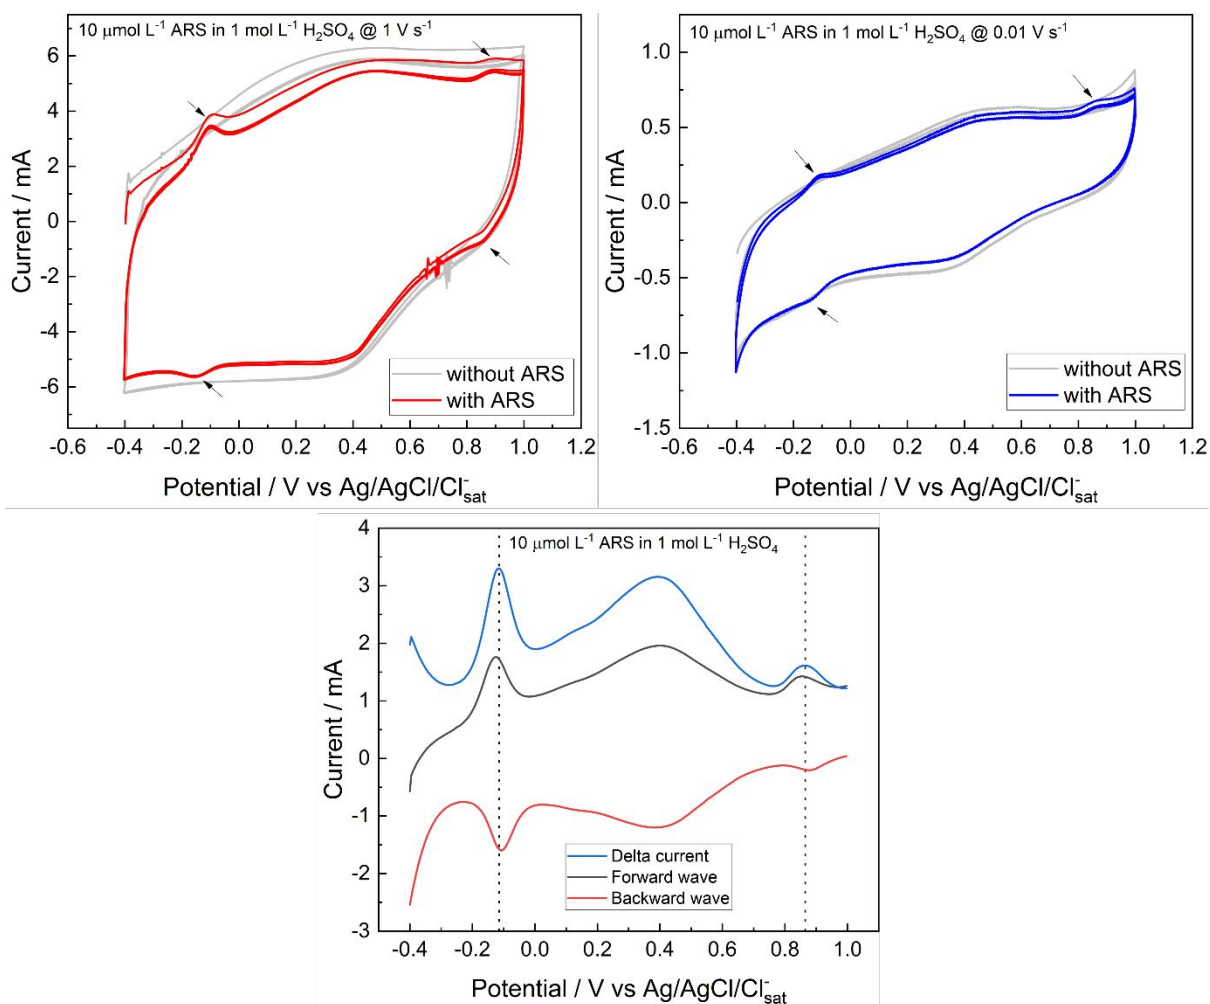 10 μmol L⁻¹ ARS in 1 mol L⁻¹ H₂SO₄ @ 1 V s⁻¹
6
4
2
0
-2
-4
-6
Current / mA
without ARS
with ARS
-0.6 -0.4 -0.2 0.0 0.2 0.4 0.6 0.8 1.0 1.2
Potential / V vs Ag/AgCl/Cl⁻sat
10 μmol L⁻¹ ARS in 1 mol L⁻¹ H₂SO₄ @ 0.01 V s⁻¹
1.0
0.5
0.0
-0.5
-1.0
-1.5
Current / mA
without ARS
with ARS
-0.6 -0.4 -0.2 0.0 0.2 0.4 0.6 0.8 1.0 1.2
Potential / V vs Ag/AgCl/Cl⁻sat
10 μmol L⁻¹ ARS in 1 mol L⁻¹ H₂SO₄
4
3
2
1
0
-1
-2
-3
Current / mA
Delta current
Forward wave
Backward wave
-0.4 -0.2 0.0 0.2 0.4 0.6 0.8 1.0
Potential / V vs Ag/AgCl/Cl⁻sat